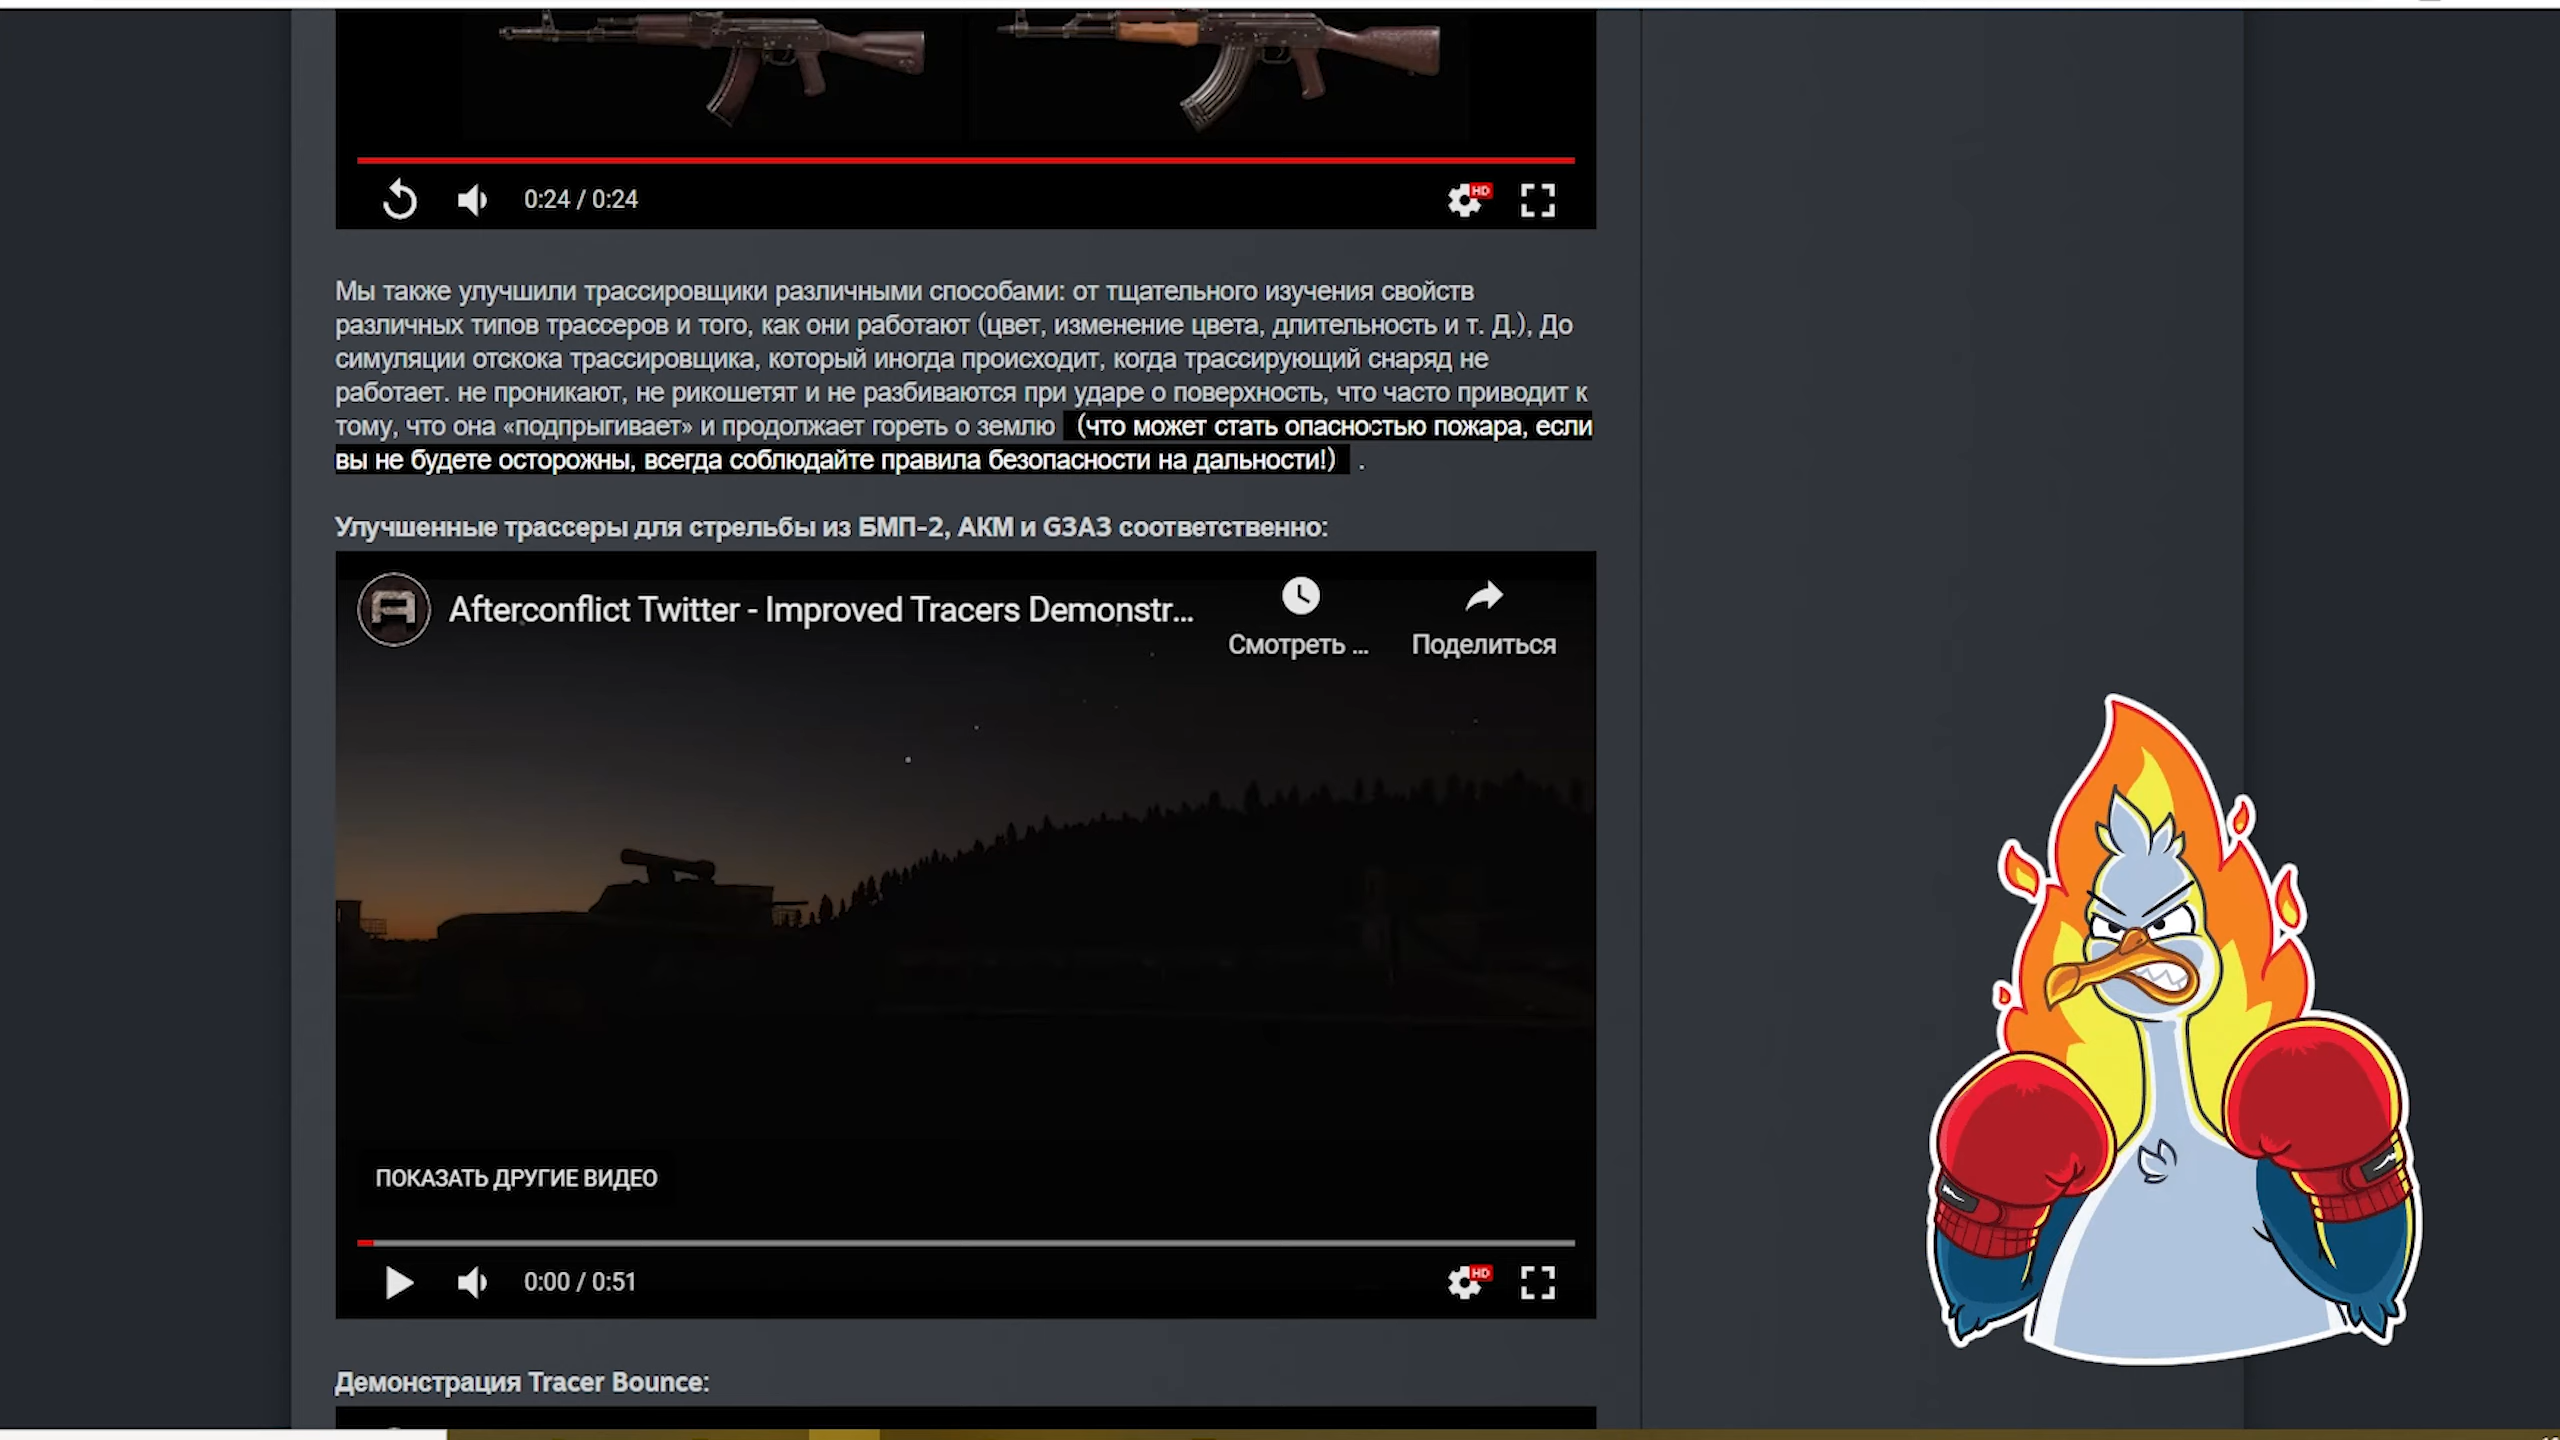 HD
0:24 / 0:24
Мы также улучшили трассировщики различными способами: от тщательного изучения свойств
различных типов трассеров и того, как они работают (цвет, изменение цвета, длительность и т. Д.), До
симуляции отскока трассировщика, который иногда происходит, когда трассирующий снаряд не
работает. не проникают, не рикошетят и не разбиваются при ударе о поверхность, что часто приводит к
тому, что она «подпрыгивает» и продолжает гореть о землю (что может стать опасностью пожара, если
вы не будете осторожны, всегда соблюдайте правила безопасности на дальности!) .
Улучшенные трассеры для стрельбы из БМП-2, АКМ и G3A3 соответственно:
Afterconflict Twitter - Improved Tracers Demonstr...
Смотреть ...
Поделиться
ПОКАЗАТЬ ДРУГИЕ ВИДЕО
0:00 / 0:51
HD
Демонстрация Tracer Bounce: